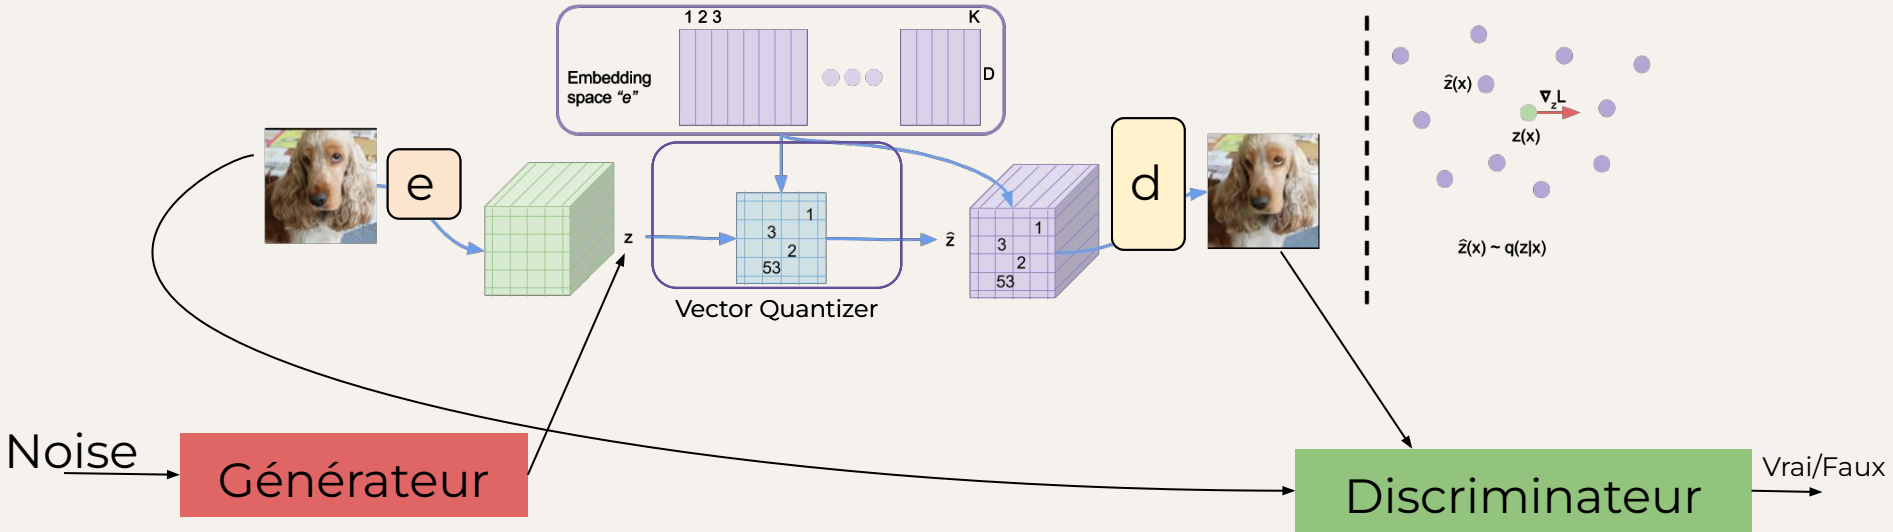 1 2 3
K
Embedding
space “e”
D
e
z
1
3
2
53
Vector Quantizer
ẑ
1
3
2
53
d
ẑ(x)
∇zL
z(x)
ẑ(x) ~ q(z|x)
Noise
Générateur
Discriminateur
Vrai/Faux